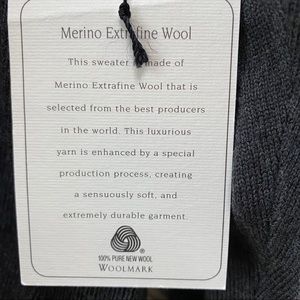 Merino Extrafine Wool
This sweater is made of
Merino Extrafine Wool that is
selected from the best producers
in the world. This luxurious
yarn is enhanced by a special
production process, creating
a sensuously soft, and
extremely durable garment.
®
100% PURE NEW WOOL
WOOLMARK